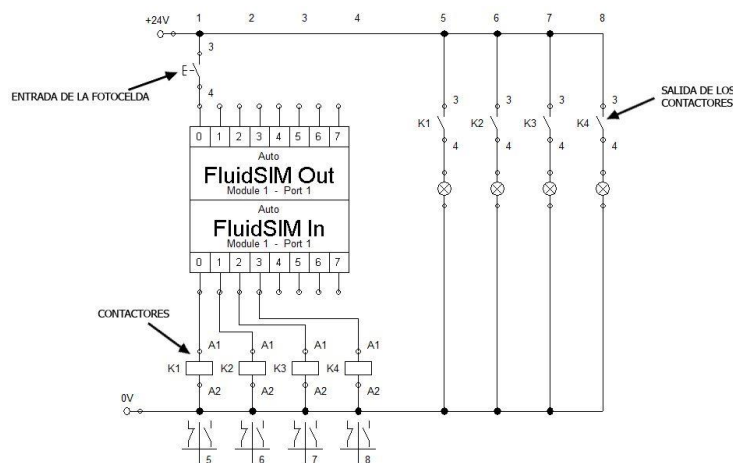 1 2 3 4 5 6 7 8
+24V
3
E
4
ENTRADA DE LA FOTOCELDA
0 1 2 3 4 5 6 7
Auto
FluidSIM Out
Module 1 - Port 1
Auto
FluidSIM In
Module 1 - Port 1
0 1 2 3 4 5 6 7
3 3 3 3
K1 K2 K3 K4
4 4 4 4
SALIDA DE LOS
CONTACTORES
CONTACTORES
A1 A1 A1 A1
K1 K2 K3 K4
A2 A2 A2 A2
0V
5 6 7 8